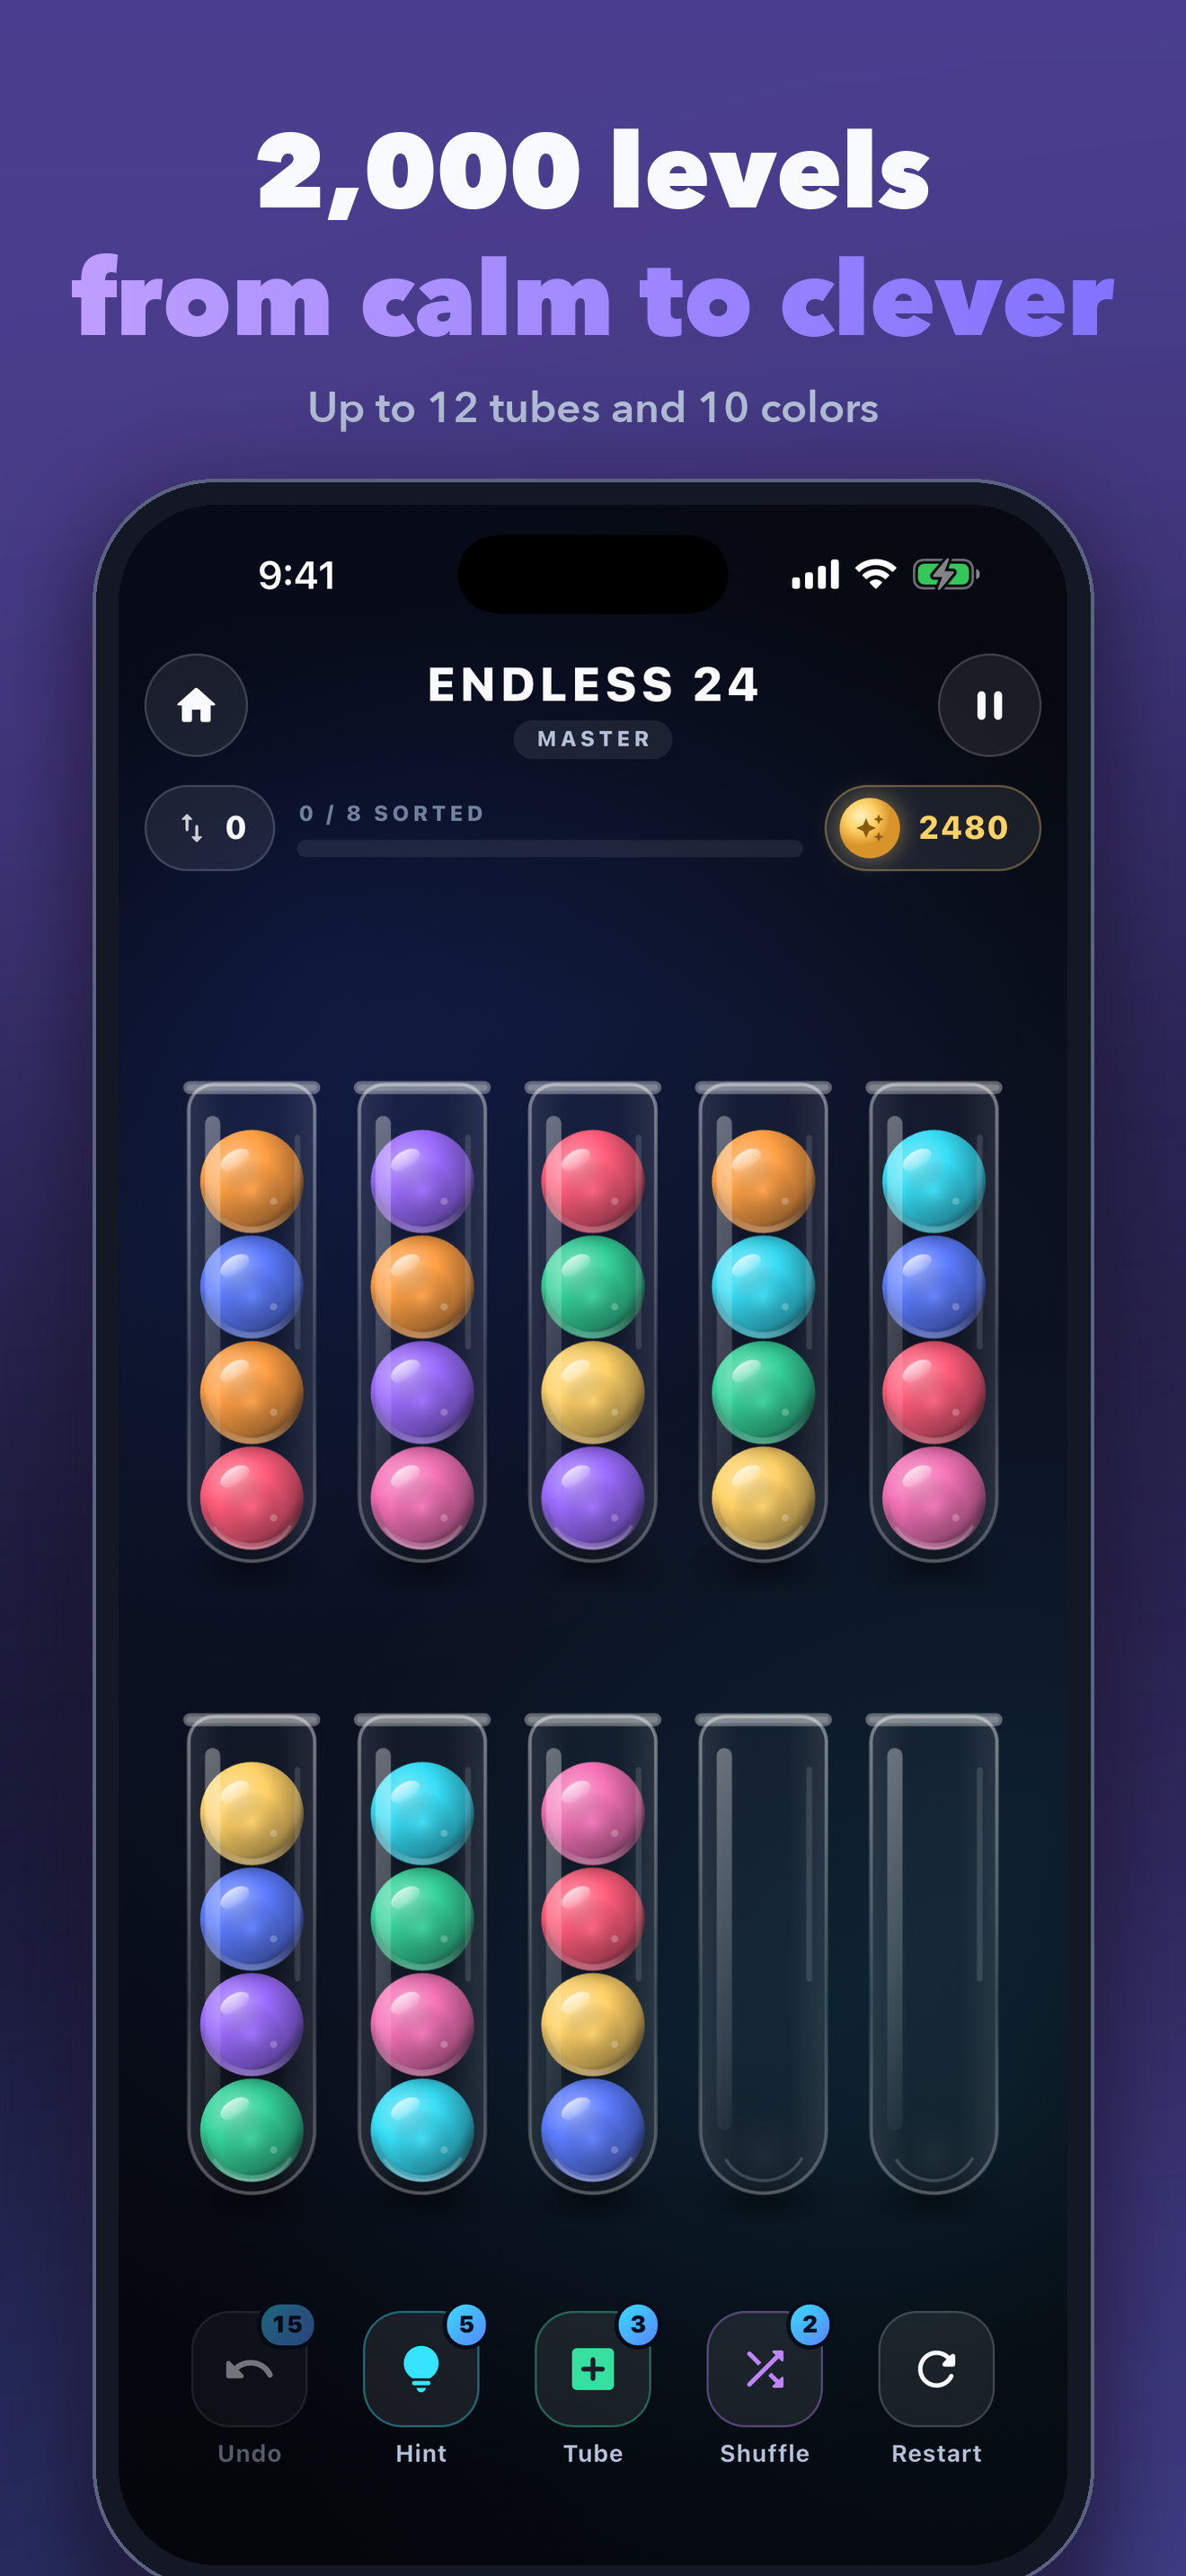 2,000 levels
from calm to clever
Up to 12 tubes and 10 colors
9:41
ENDLESS 24
MASTER
0
0 / 8 SORTED
2480
15
5
3
2
Undo
Hint
Tube
Shuffle
Restart